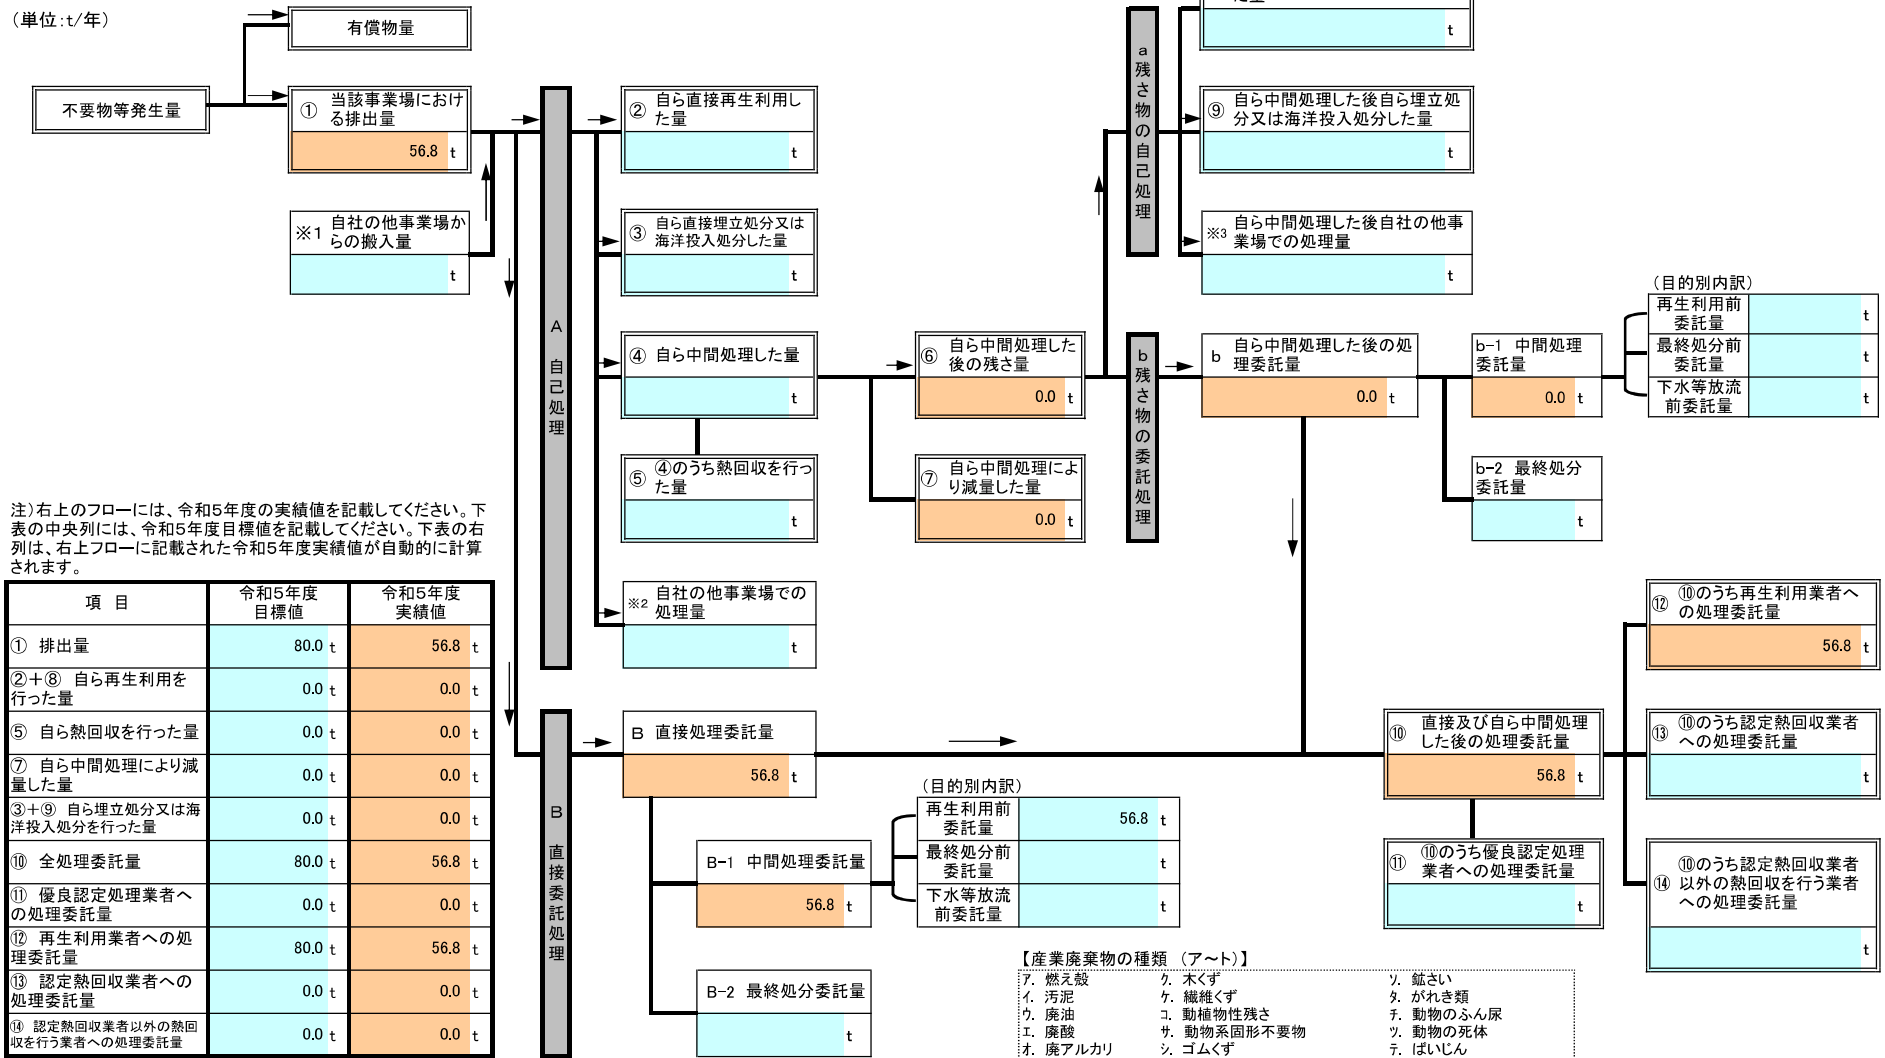 (単位:t/年)
有償物量
不要物等発生量
① 当該事業場におけ
る排出量
56.8 t
※1 自社の他事業場か
らの搬入量
t
A 自己処理
② 自ら直接再生利用し
た量
t
③ 自ら直接埋立処分又は
海洋投入処分した量
t
④ 自ら中間処理した量
t
⑤ ④のうち熱回収を行っ
た量
t
※2 自社の他事業場での
処理量
t
⑥ 自ら中間処理した
後の残さ量
0.0 t
⑦ 自ら中間処理によ
り減量した量
0.0 t
a 残さ物の自己処理
t
⑨ 自ら中間処理した後自ら埋立処
分又は海洋投入処分した量
t
※3 自ら中間処理した後自社の他事
業場での処理量
t
b 残さ物の委託処理
b 自ら中間処理した後の処
理委託量
0.0 t
b-1 中間処理
委託量
0.0 t
b-2 最終処分
委託量
t
(目的別内訳)
再生利用前
委託量
t
最終処分前
委託量
t
下水等放流
前委託量
t
注)右上のフローには、令和5年度の実績値を記載してください。下
表の中央列には、令和5年度目標値を記載してください。下表の右
列は、右上フローに記載された令和5年度実績値が自動的に計算
されます。
項 目 令和5年度 目標値 令和5年度 実績値
① 排出量 80.0 t 56.8 t
②+⑧ 自ら再生利用を
行った量 0.0 t 0.0 t
⑤ 自ら熱回収を行った量 0.0 t 0.0 t
⑦ 自ら中間処理により減
量した量 0.0 t 0.0 t
③+⑨ 自ら埋立処分又は海
洋投入処分を行った量 0.0 t 0.0 t
⑩ 全処理委託量 80.0 t 56.8 t
⑪ 優良認定処理業者へ
の処理委託量 0.0 t 0.0 t
⑫ 再生利用業者への処
理委託量 80.0 t 56.8 t
⑬ 認定熱回収業者への
処理委託量 0.0 t 0.0 t
⑭ 認定熱回収業者以外の熱回
収を行う業者への処理委託量 0.0 t 0.0 t
B 直接委託処理
B 直接処理委託量
56.8 t
B-1 中間処理委託量
56.8 t
B-2 最終処分委託量
t
(目的別内訳)
再生利用前
委託量
56.8 t
最終処分前
委託量
t
下水等放流
前委託量
t
⑩ 直接及び自ら中間処理
した後の処理委託量
56.8 t
⑪ ⑩のうち優良認定処理
業者への処理委託量
t
⑫ ⑩のうち再生利用業者へ
の処理委託量
56.8 t
⑬ ⑩のうち認定熱回収業者
への処理委託量
t
⑭ ⑩のうち認定熱回収業者
以外の熱回収を行う業者
への処理委託量
t
【産業廃棄物の種類 (ア~ト)】
ア. 燃え殻 ク. 木くず ソ. 鉱さい
イ. 汚泥 ケ. 繊維くず タ. がれき類
ウ. 廃油 コ. 動植物性残さ チ. 動物のふん尿
エ. 廃酸 サ. 動物系固形不要物 ツ. 動物の死体
オ. 廃アルカリ シ. ゴムくず テ. ばいじん